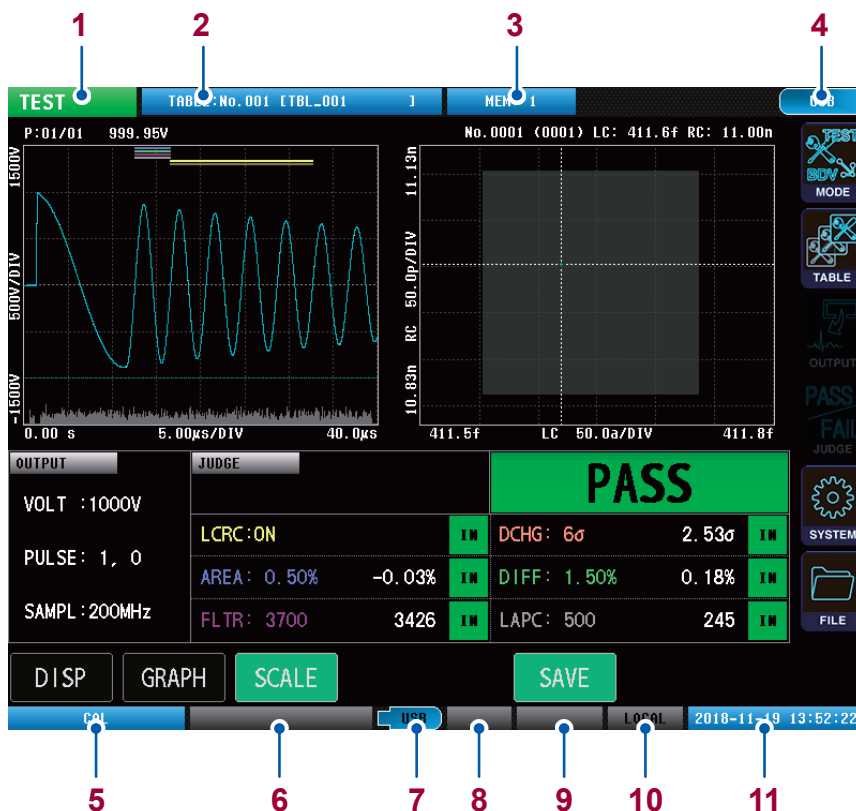 1 2 3 4
TEST TABLE:No.001 [TBL_001 ] MEM 1
P:01/01 999.95V
1500V
500V/DIV
-1500V
0.00 s 5.00µs/DIV 40.0µs
No.0001 (0001) LC: 411.6f RC: 11.00n
11.13n
50.0p/DIV
RC
10.83n
411.5f LC 50.0a/DIV 411.8f
TEST
BDV
MODE
TABLE
OUTPUT
PASS
FAIL
JUDGE
SYSTEM
FILE
OUTPUT
VOLT :1000V
PULSE: 1, 0
SAMPL:200MHz
JUDGE
PASS
LCRC:ON IN DCHG: 6σ 2.53σ IN
AREA: 0.50% -0.03% IN DIFF: 1.50% 0.18% IN
FLTR: 3700 3426 IN LAPC: 500 245 IN
DISP GRAPH SCALE SAVE
CAL USB LOCAL 2018-11-19 13:52:22
5 6 7 8 9 10 11